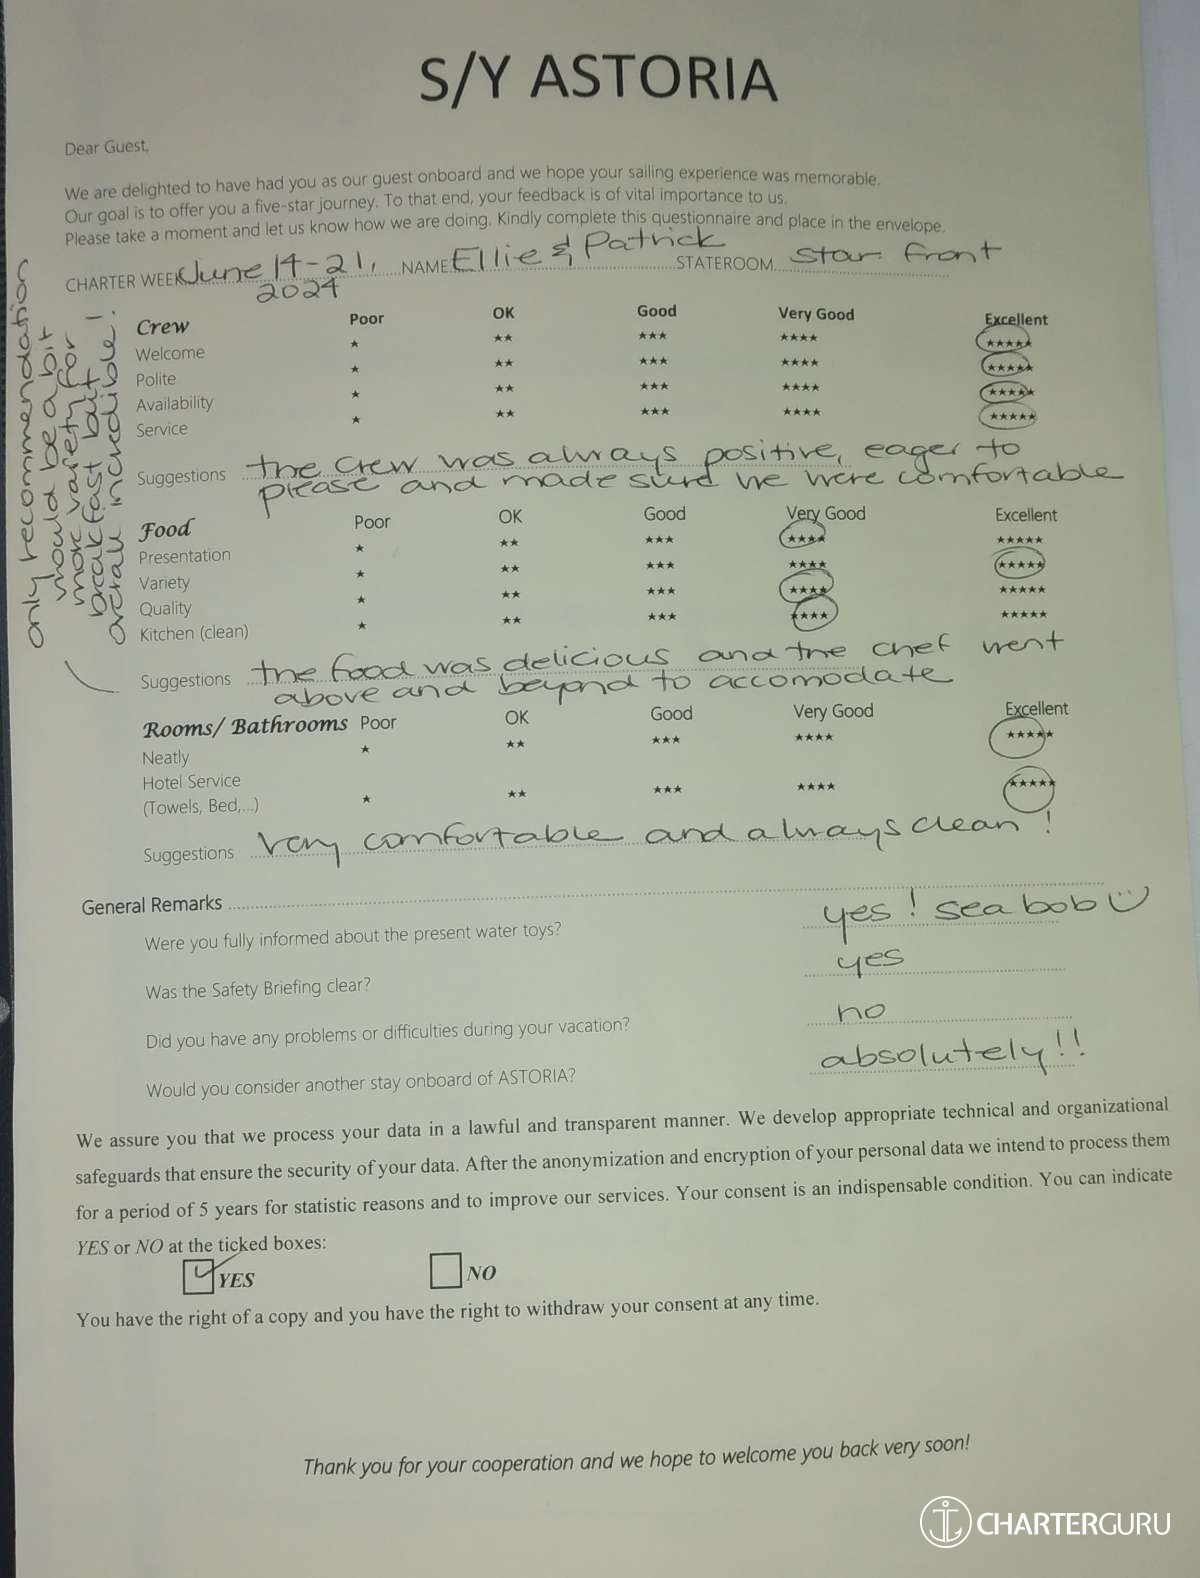 S/Y ASTORIA
Dear Guest,
We are delighted to have had you as our guest onboard and we hope your sailing experience was memorable.
Our goal is to offer you a five-star journey. To that end, your feedback is of vital importance to us.
Please take a moment and let us know how we are doing. Kindly complete this questionnaire and place in the envelope.
CHARTER WEEK June 14-21, NAME Ellie & Patrick STATEROOM star front
2024
Crew Poor OK Good Very Good Excellent
Welcome ★ ★★ ★★★ ★★★★ ★★★★★
Polite ★ ★★ ★★★ ★★★★ ★★★★★
Availability ★ ★★ ★★★ ★★★★ ★★★★★
Service ★ ★★ ★★★ ★★★★ ★★★★★
Suggestions the crew was always positive, eager to
please and made sure we were comfortable
Food Poor OK Good Very Good Excellent
Presentation ★ ★★ ★★★ ★★★★ ★★★★★
Variety ★ ★★ ★★★ ★★★★ ★★★★★
Quality ★ ★★ ★★★ ★★★★ ★★★★★
Kitchen (clean) ★ ★★ ★★★ ★★★★ ★★★★★
Suggestions the food was delicious and the chef went
above and beyond to accomodate
only recommendation
would be a bit
more variety for
breakfast but
overall incredible!
Rooms/ Bathrooms Poor OK Good Very Good Excellent
Neatly ★ ★★ ★★★ ★★★★ ★★★★★
Hotel Service
(Towels, Bed,...) ★ ★★ ★★★ ★★★★ ★★★★★
Suggestions Very comfortable and always clean!
General Remarks
Were you fully informed about the present water toys? yes! sea bob
Was the Safety Briefing clear? yes
Did you have any problems or difficulties during your vacation? no
Would you consider another stay onboard of ASTORIA? absolutely!!
We assure you that we process your data in a lawful and transparent manner. We develop appropriate technical and organizational
safeguards that ensure the security of your data. After the anonymization and encryption of your personal data we intend to process them
for a period of 5 years for statistic reasons and to improve our services. Your consent is an indispensable condition. You can indicate
YES or NO at the ticked boxes:
YES NO
You have the right of a copy and you have the right to withdraw your consent at any time.
Thank you for your cooperation and we hope to welcome you back very soon!
CHARTERGURU